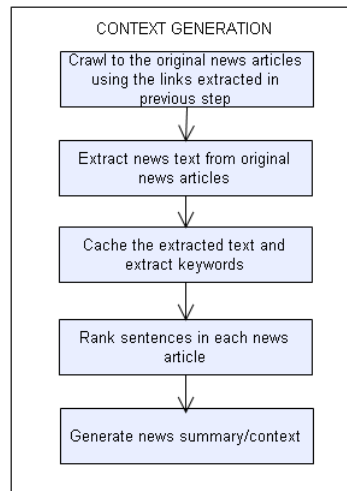 CONTEXT GENERATION
Crawl to the original news articles
using the links extracted in
previous step
Extract news text from original
news articles
Cache the extracted text and
extract keywords
Rank sentences in each news
article
Generate news summary/context